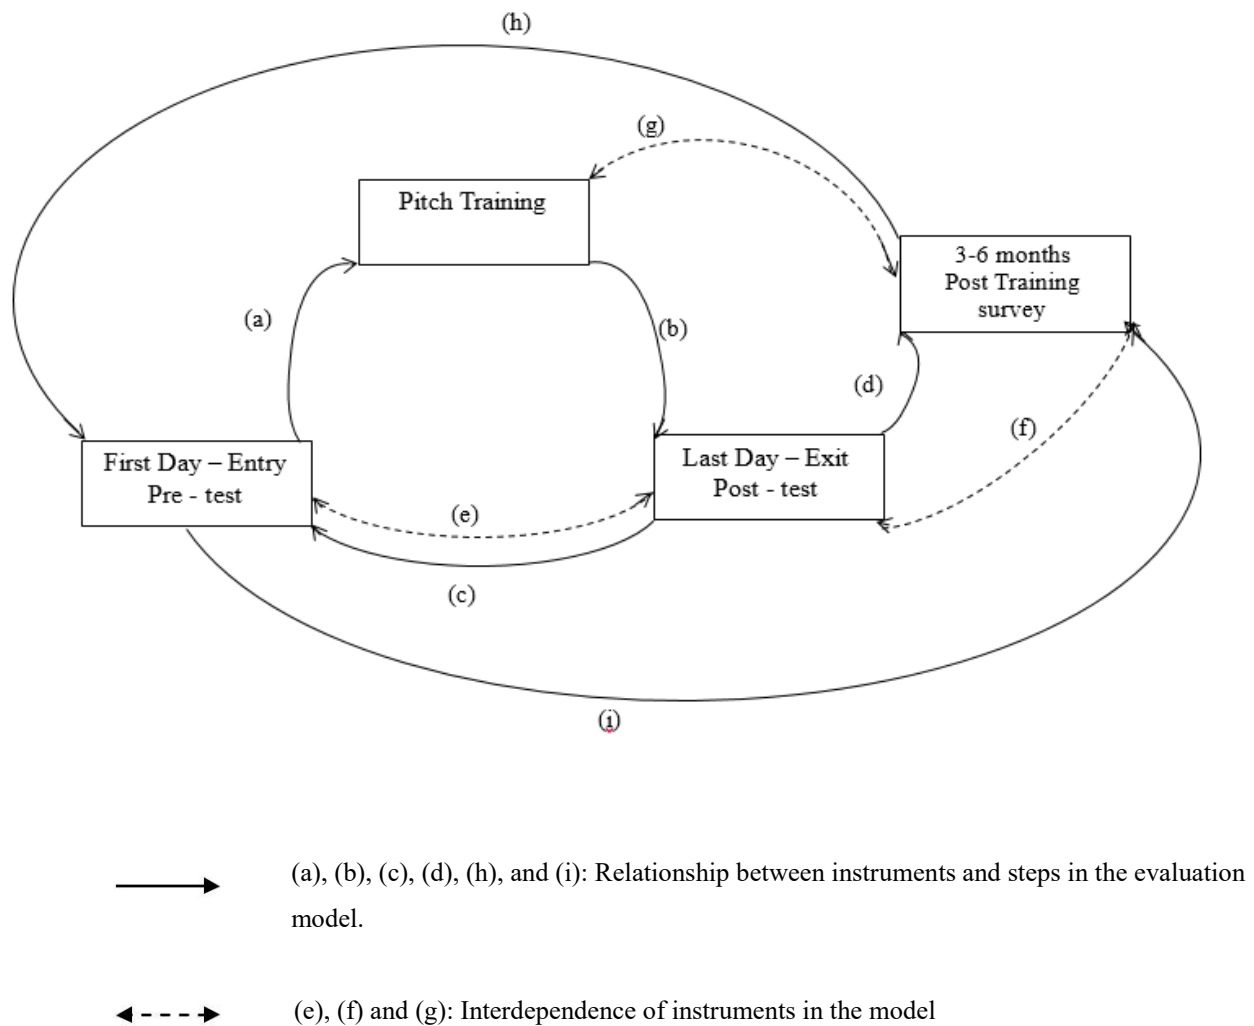 (h)
(g)
Pitch Training
3-6 months
Post Training
survey
(a)
(b)
(d)
(f)
First Day – Entry
Pre - test
Last Day – Exit
Post - test
(e)
(c)
(i)
(a), (b), (c), (d), (h), and (i): Relationship between instruments and steps in the evaluation
model.
(e), (f) and (g): Interdependence of instruments in the model